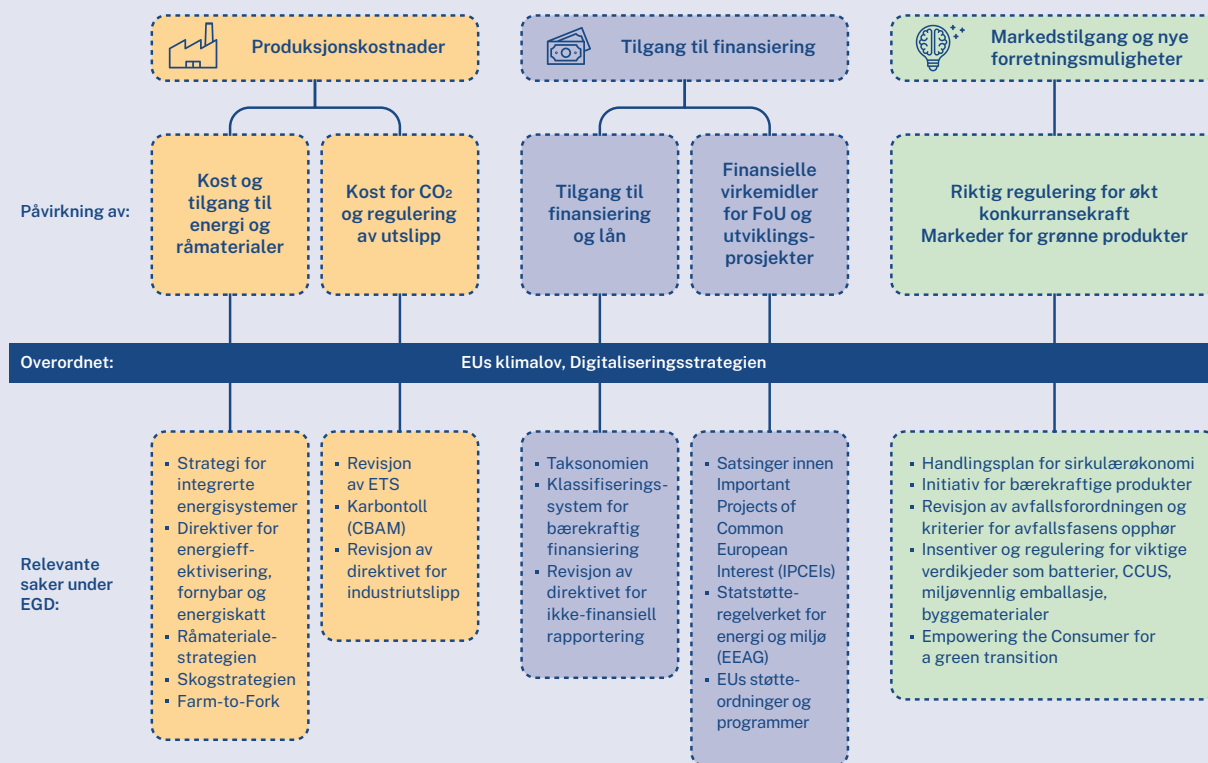 Produksjonskostnader
Tilgang til finansiering
Markedstilgang og nye
forretningsmuligheter
Påvirkning av:
Kost og
tilgang til
energi og
råmaterialer
Kost for CO₂
og regulering
av utslipp
Tilgang til
finansiering
og lån
Finansielle
virkemidler
for FoU og
utviklings-
prosjekter
Riktig regulering for økt
konkurransekraft
Markeder for grønne produkter
Overordnet:
EUs klimalov, Digitaliseringsstrategien
Relevante
saker under
EGD:
▪ Strategi for
integrerte
energisystemer
▪ Direktiver for
energieff-
ektivisering,
fornybar og
energiskatt
▪ Råmateriale-
strategien
▪ Skogstrategien
▪ Farm-to-Fork
▪ Revisjon
av ETS
▪ Karbontoll
(CBAM)
▪ Revisjon av
direktivet for
industriutslipp
▪ Taksonomien
▪ Klassifiserings-
system for
bærekraftig
finansiering
▪ Revisjon av
direktivet for
ikke-finansiell
rapportering
▪ Satsinger innen
Important
Projects of
Common
European
Interest (IPCEIs)
▪ Statstøtte-
regelverket for
energi og miljø
(EEAG)
▪ EUs støtte-
ordninger og
programmer
▪ Handlingsplan for sirkulærøkonomi
▪ Initiativ for bærekraftige produkter
▪ Revisjon av avfallsforordningen og
kriterier for avfallsfasens opphør
▪ Insentiver og regulering for viktige
verdikjeder som batterier, CCUS,
miljøvennlig emballasje,
byggematerialer
▪ Empowering the Consumer for
a green transition